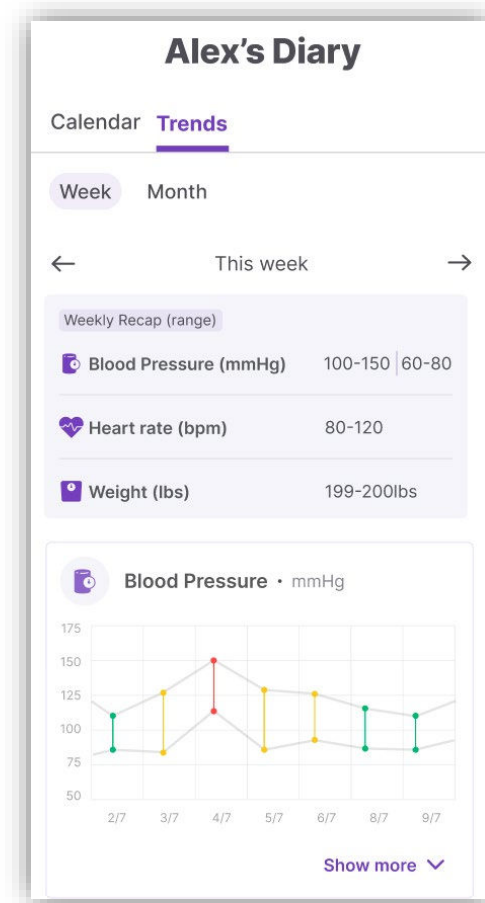 Alex's Diary
Calendar Trends
Week Month
← This week →
Weekly Recap (range)
Blood Pressure (mmHg) 100-150 | 60-80
Heart rate (bpm) 80-120
Weight (lbs) 199-200lbs
Blood Pressure • mmHg
175
150
125
100
75
50
2/7 3/7 4/7 5/7 6/7 8/7 9/7
Show more